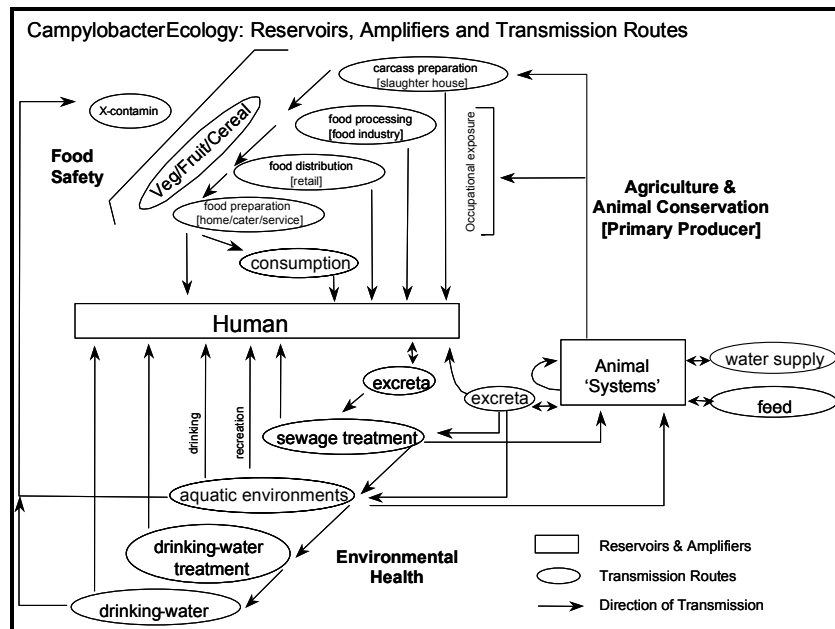 CampylobacterEcology: Reservoirs, Amplifiers and Transmission Routes
carcass preparation
[slaughter house]
X-contamin
food processing
[food industry]
Veg/Fruit/Cereal
Food
Safety
food distribution
[retail]
Occupational exposure
Agriculture &
Animal Conservation
[Primary Producer]
food preparation
[home/cater/service]
consumption
Human
excreta
excreta
Animal
‘Systems’
water supply
feed
drinking
recreation
sewage treatment
aquatic environments
drinking-water
treatment
Environmental
Health
drinking-water
Reservoirs & Amplifiers
Transmission Routes
Direction of Transmission